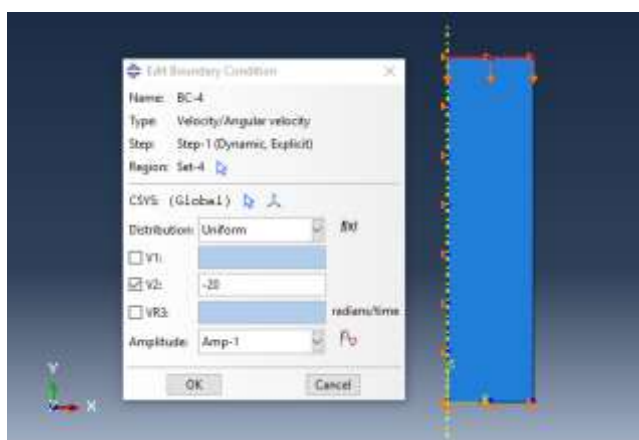 Edit Boundary Condition
Name: BC-4
Type: Velocity/Angular velocity
Step: Step-1 (Dynamic, Explicit)
Region: Set-4
CSYS: (Global)
Distribution: Uniform f(x)
V1:
V2: -20
VR3: radians/time
Amplitude: Amp-1
OK Cancel
Y
X